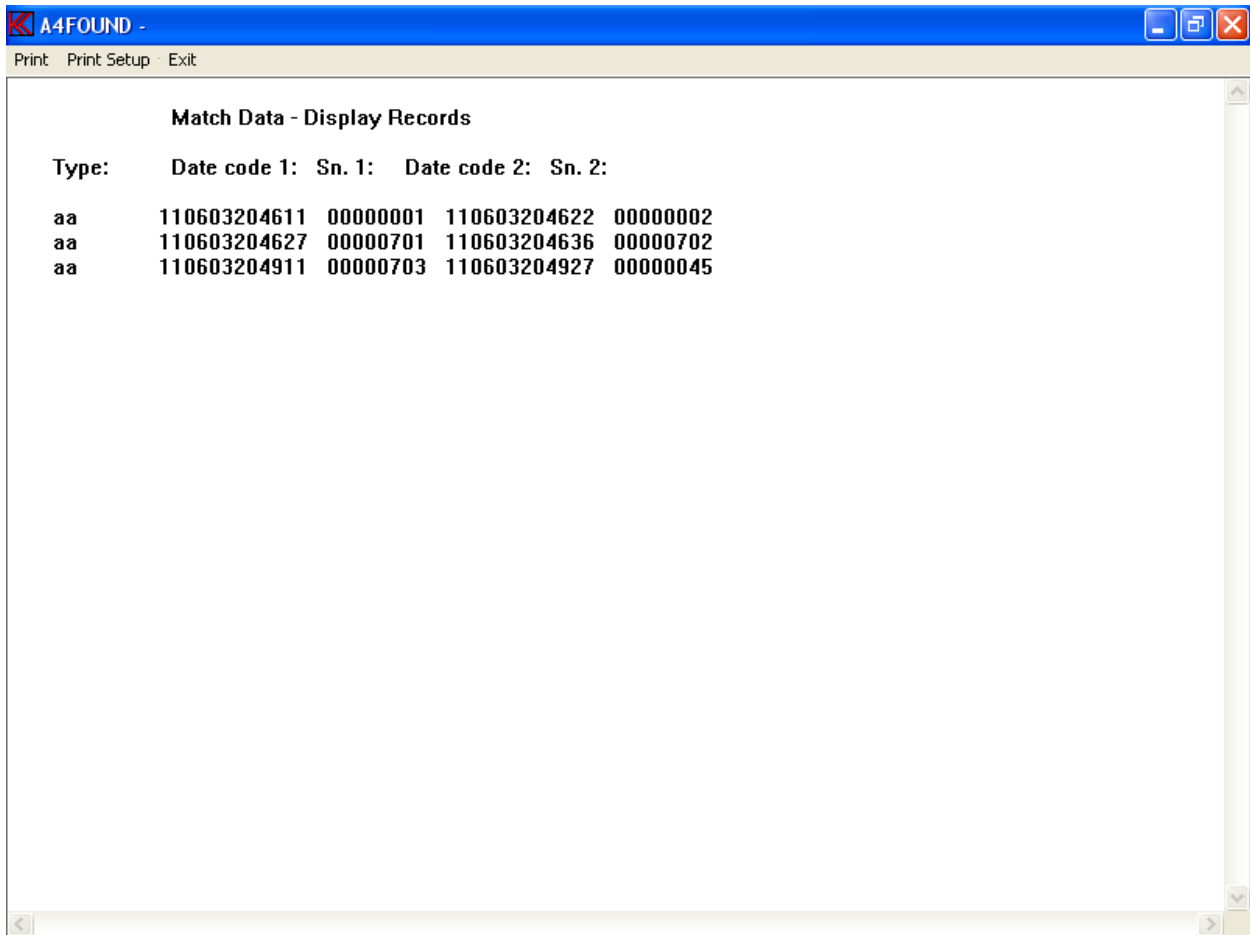 A4FOUND -
Print Print Setup Exit
Match Data - Display Records
Type: Date code 1: Sn. 1: Date code 2: Sn. 2:
aa 110603204611 00000001 110603204622 00000002
aa 110603204627 00000701 110603204636 00000702
aa 110603204911 00000703 110603204927 00000045